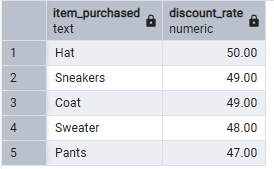 item_purchased discount_rate
text numeric
1 Hat 50.00
2 Sneakers 49.00
3 Coat 49.00
4 Sweater 48.00
5 Pants 47.00